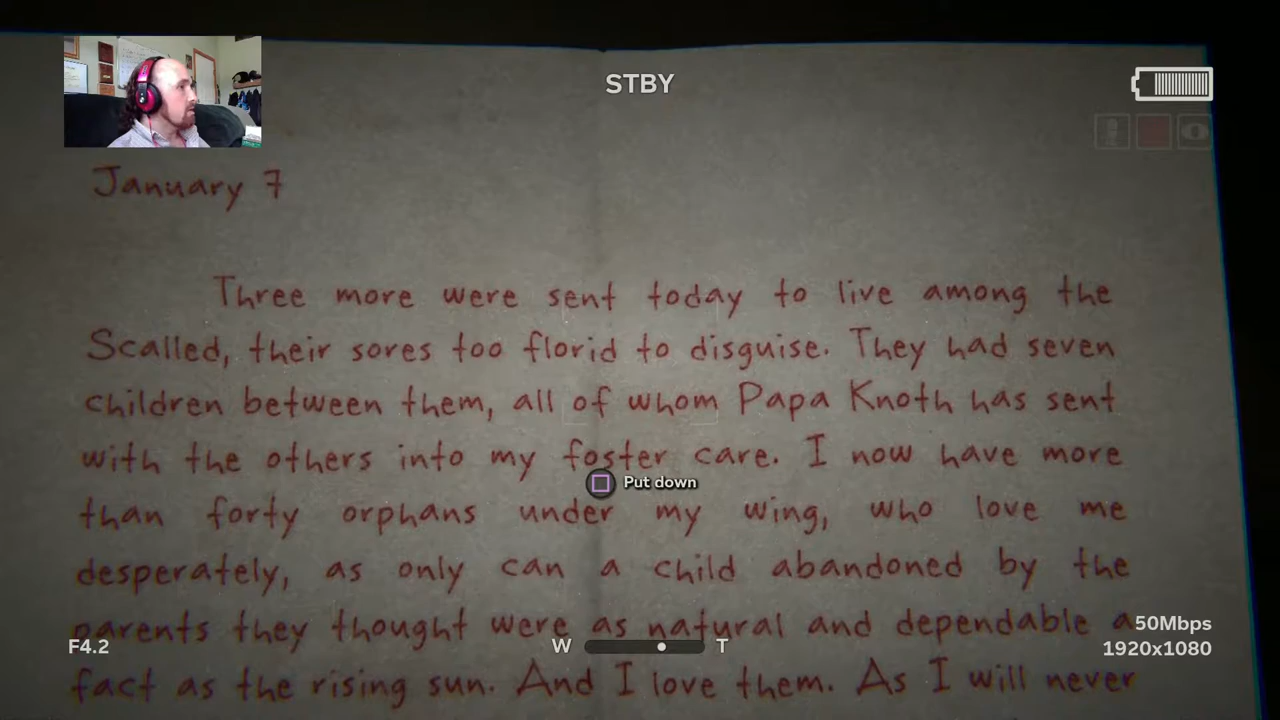 STBY
January 7
Three more were sent today to live among the
Scalled, their sores too florid to disguise. They had seven
children between them, all of whom Papa Knoth has sent
with the others into my foster care. I now have more
Put down
than forty orphans under my wing, who love me
desperately, as only can a child abandoned by the
parents they thought were as natural and dependable a
50Mbps
F4.2
W
T
1920x1080
fact as the rising sun. And I love them. As I will never